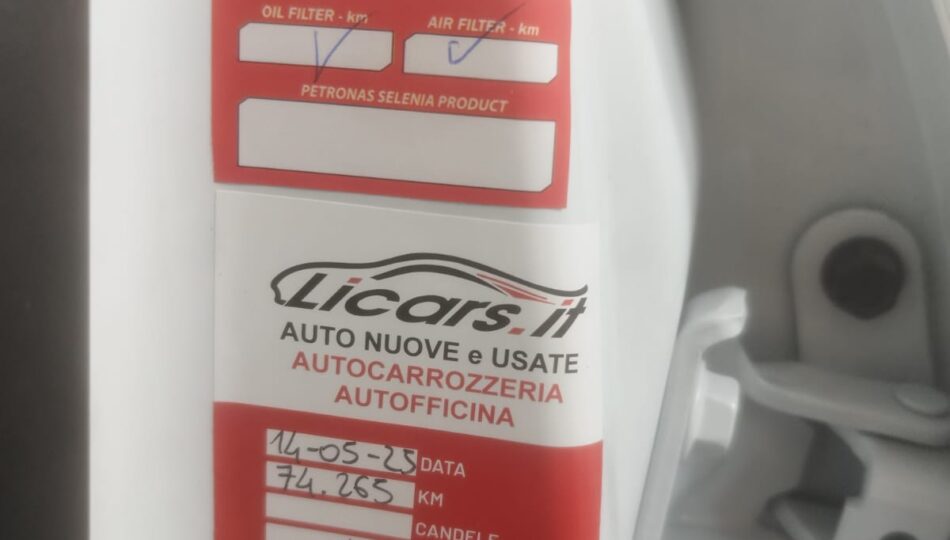 OIL FILTER - km AIR FILTER - km
PETRONAS SELENIA PRODUCT
Licars.it
AUTO NUOVE e USATE
AUTOCARROZZERIA
AUTOFFICINA
14-05-25 DATA
74.265 KM
CANDELE